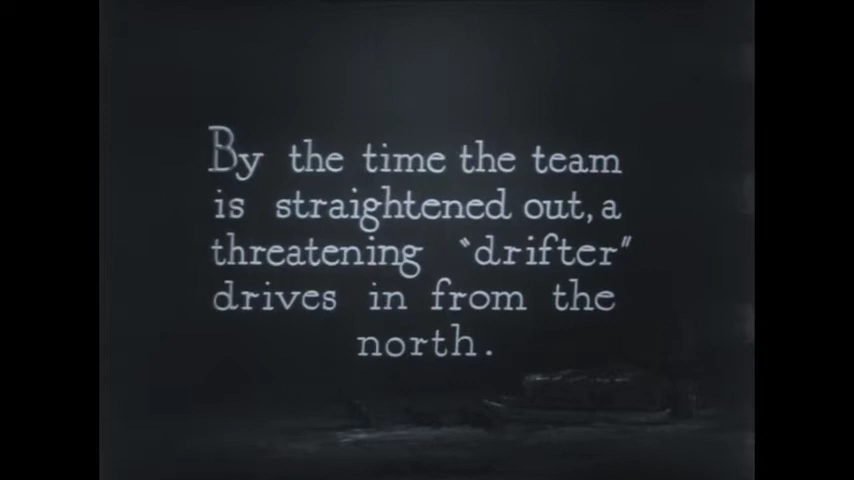 By the time the team
is straightened out, a
threatening "drifter"
drives in from the
north.